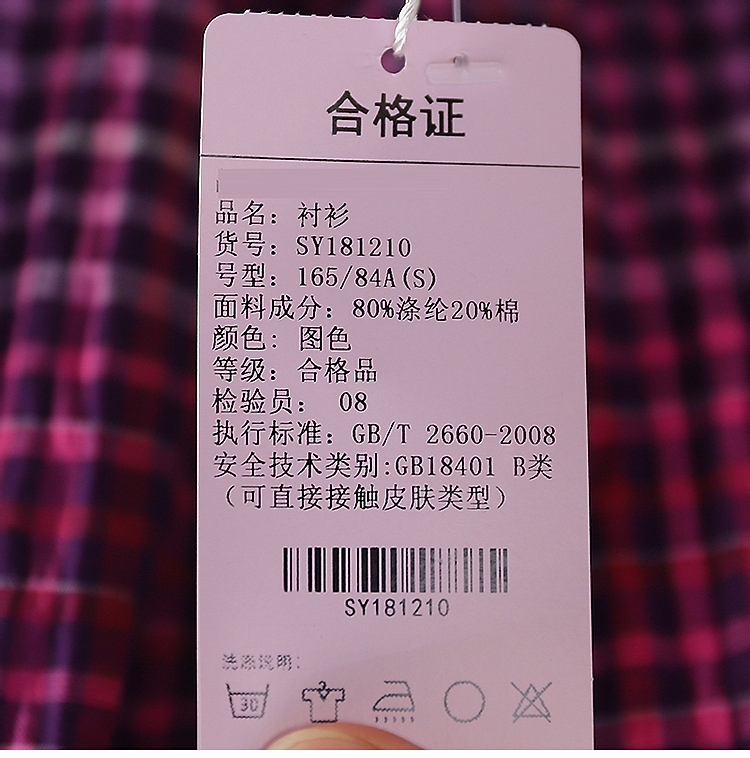 合格证
品名：衬衫
货号：SY181210
号型：165/84A(S)
面料成分：80%涤纶20%棉
颜色：图色
等级：合格品
检验员： 08
执行标准：GB/T 2660-2008
安全技术类别:GB18401 B类
（可直接接触皮肤类型）
SY181210
洗涤说明：
30